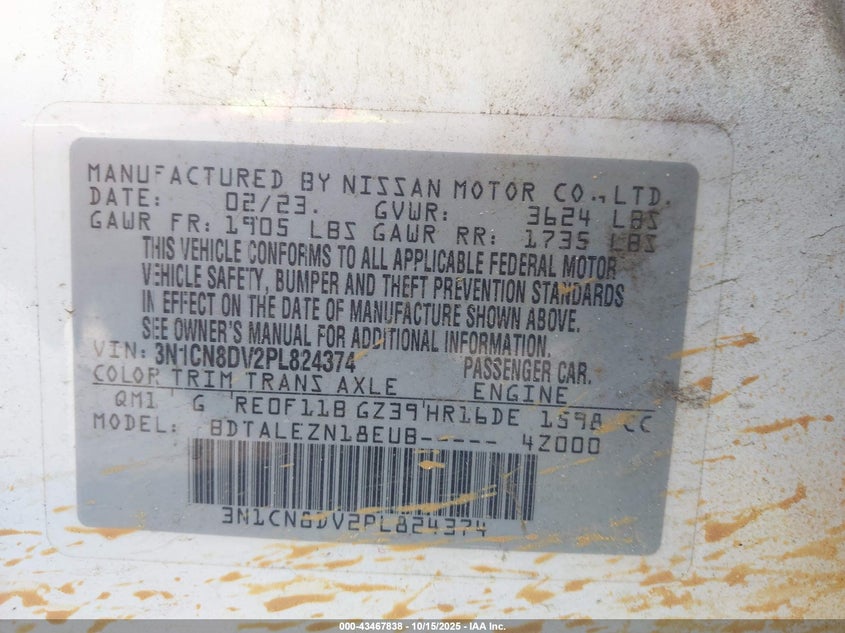 MANUFACTURED BY NISSAN MOTOR CO., LTD.
DATE: 02/23. GVWR: 3624 LBS
GAWR FR: 1905 LBS GAWR RR: 1735 LBS
THIS VEHICLE CONFORMS TO ALL APPLICABLE FEDERAL MOTOR
VEHICLE SAFETY, BUMPER AND THEFT PREVENTION STANDARDS
IN EFFECT ON THE DATE OF MANUFACTURE SHOWN ABOVE.
SEE OWNER'S MANUAL FOR ADDITIONAL INFORMATION.
VIN: 3N1CN8DV2PL824374 PASSENGER CAR.
COLOR TRIM TRANS AXLE ENGINE
QM1 G RE0F11B GZ39 HR16DE 1598 CC
MODEL: BDTALEZN18EUB----- 42000
3N1CN8DV2PL824374
000-43467838 - 10/15/2025 - IAA Inc.